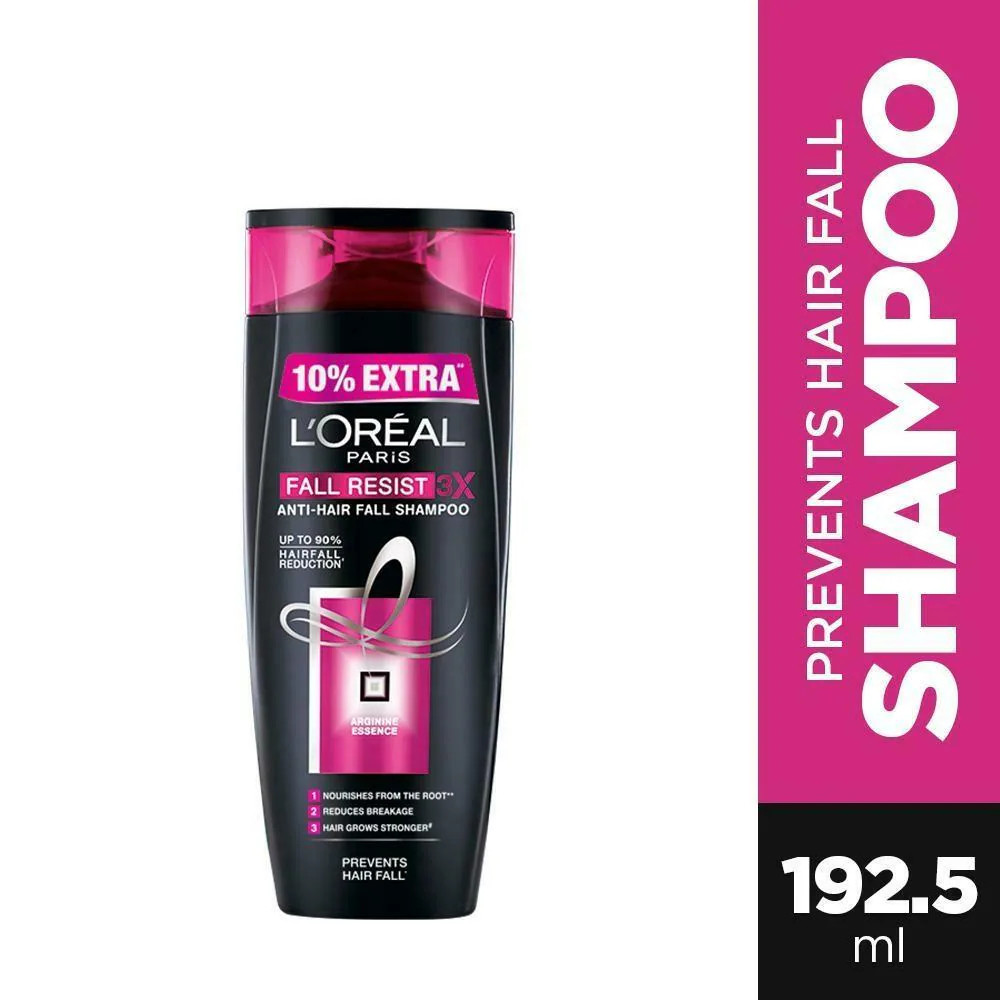 10% EXTRA##
L'ORÉAL
PARiS
FALL RESIST 3X
ANTI-HAIR FALL SHAMPOO
UP TO 90%
HAIRFALL
REDUCTION*
ARGININE
ESSENCE
1 NOURISHES FROM THE ROOT**
2 REDUCES BREAKAGE
3 HAIR GROWS STRONGER#
PREVENTS
HAIR FALL*
PREVENTS HAIR FALL
SHAMPOO
192.5
ml